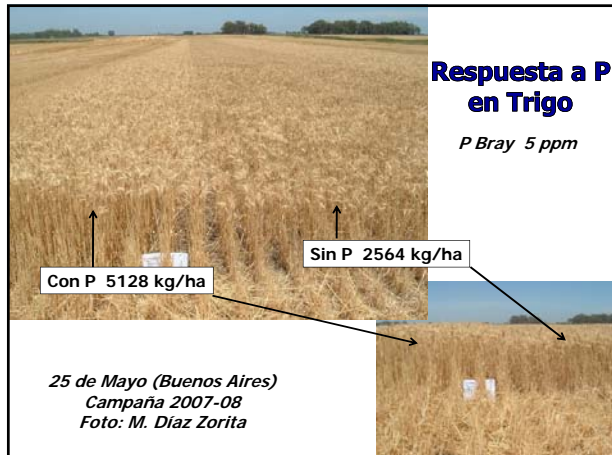 Respuesta a P
en Trigo
P Bray 5 ppm
Sin P 2564 kg/ha
Con P 5128 kg/ha
25 de Mayo (Buenos Aires)
Campaña 2007-08
Foto: M. Díaz Zorita